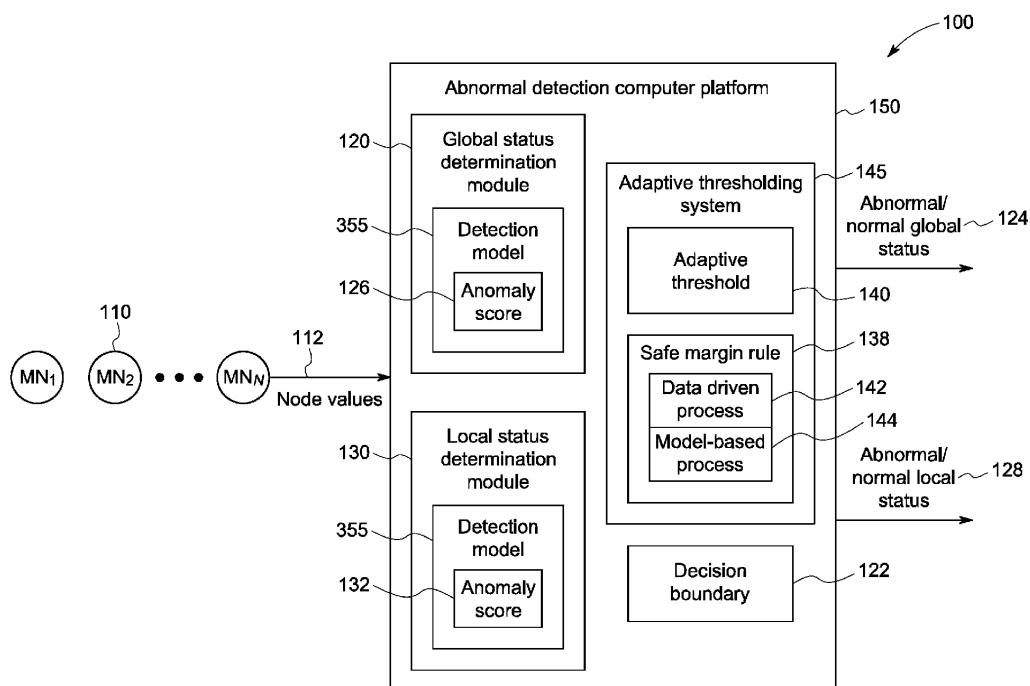 100
Abnormal detection computer platform
150
120
Global status
determination
module
355
Detection
model
126
Anomaly
score
145
Adaptive thresholding
system
Adaptive
threshold
140
Abnormal/
normal global
status
124
110
112
MN1
MN2
MNN
Node values
Safe margin rule
138
Data driven
process
142
Model-based
process
144
130
Local status
determination
module
355
Detection
model
132
Anomaly
score
Abnormal/
normal local
status
128
Decision
boundary
122